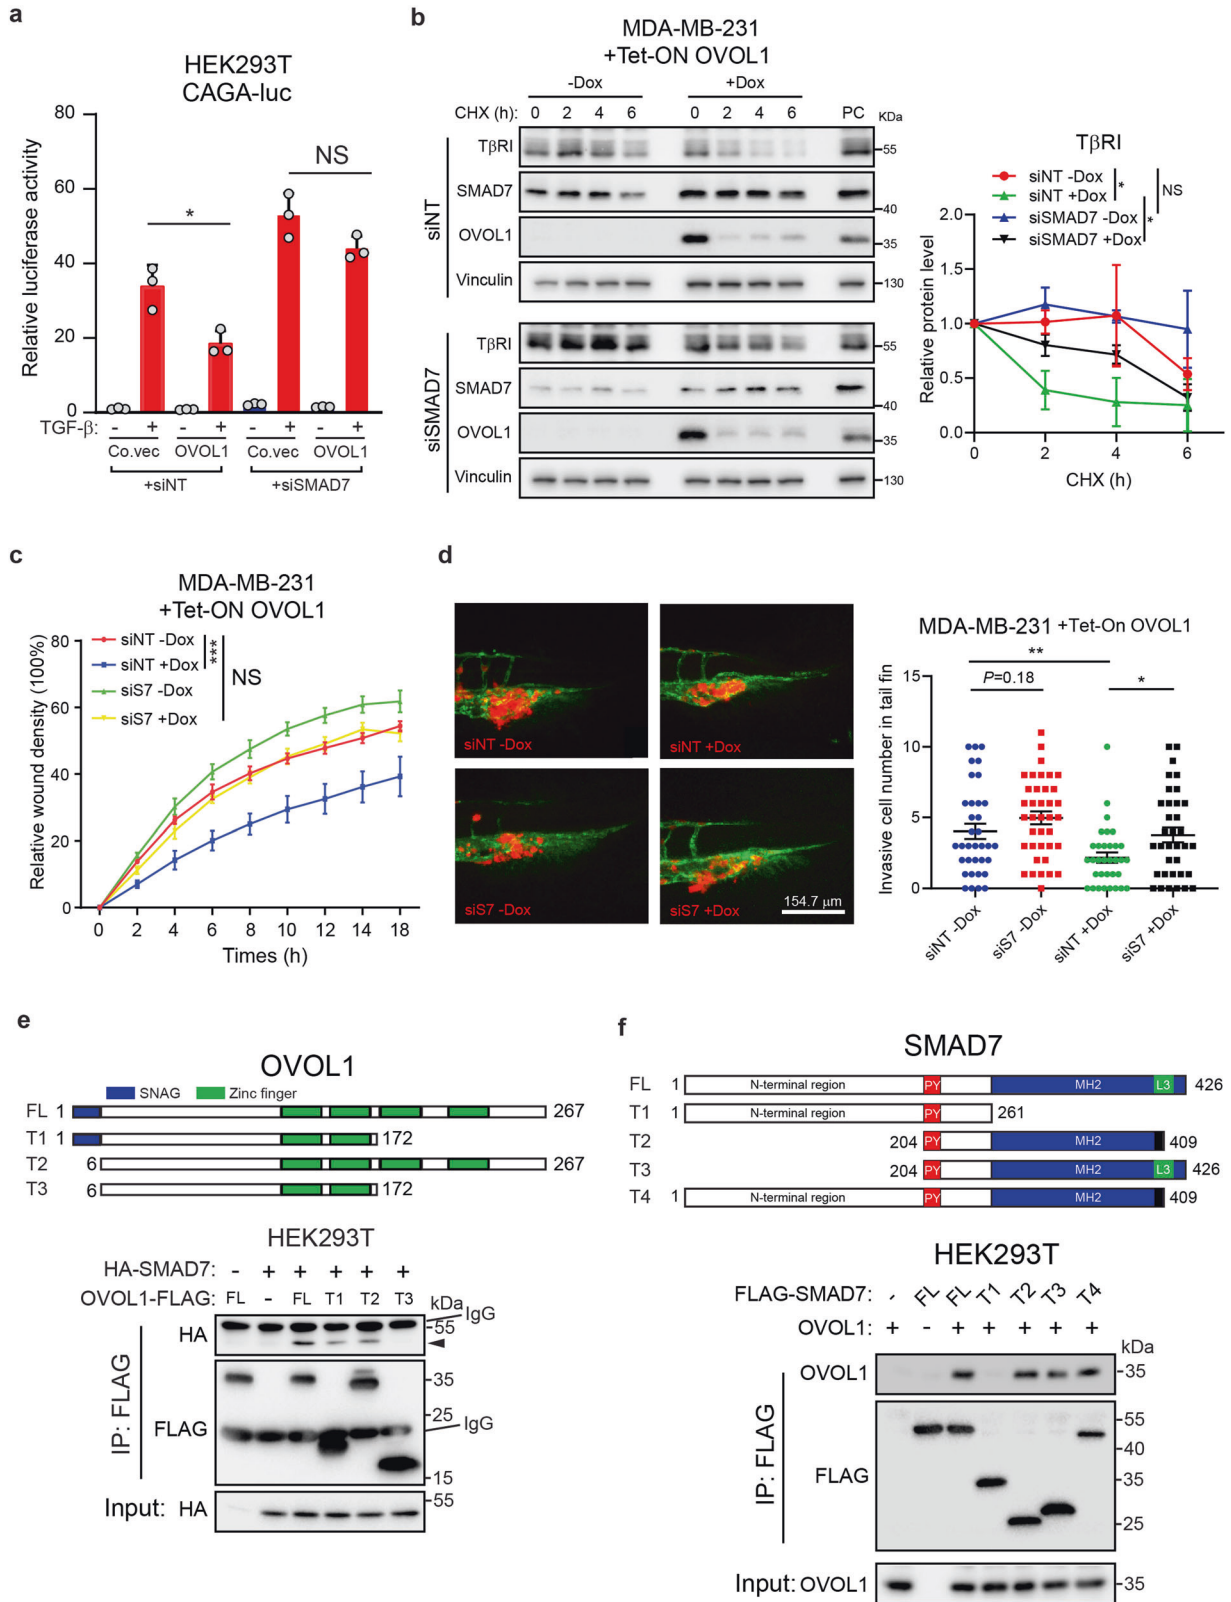 a
HEK293T
CAGA-luc
Relative luciferase activity
80
60
40
20
0
NS
*
TGF-β: - + - + - + - +
Co.vec OVOL1 Co.vec OVOL1
+siNT +siSMAD7
b
MDA-MB-231
+Tet-ON OVOL1
-Dox +Dox
CHX (h): 0 2 4 6 0 2 4 6 PC KDa
siNT
TβRI -55
SMAD7 -40
OVOL1 -35
Vinculin -130
siSMAD7
TβRI -55
SMAD7 -40
OVOL1 -35
Vinculin -130
TβRI
siNT -Dox
siNT +Dox
siSMAD7 -Dox
siSMAD7 +Dox
*
*
NS
Relative protein level
2.0
1.5
1.0
0.5
0.0
0 2 4 6
CHX (h)
c
MDA-MB-231
+Tet-ON OVOL1
siNT -Dox
siNT +Dox
siS7 -Dox
siS7 +Dox
***
NS
Relative wound density (100%)
80
60
40
20
0
0 2 4 6 8 10 12 14 18
Times (h)
d
siNT -Dox
siNT +Dox
siS7 -Dox
siS7 +Dox
154.7 μm
MDA-MB-231 +Tet-On OVOL1
**
P=0.18
*
Invasive cell number in tail fin
15
10
5
0
siNT -Dox
siS7 -Dox
siNT +Dox
siS7 +Dox
e
OVOL1
SNAG Zinc finger
FL 1 267
T1 1 172
T2 6 267
T3 6 172
HEK293T
HA-SMAD7: - + + + + +
OVOL1-FLAG: FL - FL T1 T2 T3 kDa
IP: FLAG
HA IgG -55
FLAG -35
-25
IgG
-15
Input: HA -55
f
SMAD7
FL 1 N-terminal region PY MH2 L3 426
T1 1 N-terminal region PY 261
T2 204 PY MH2 409
T3 204 PY MH2 L3 426
T4 1 N-terminal region PY MH2 409
HEK293T
FLAG-SMAD7: - FL FL T1 T2 T3 T4
OVOL1: + - + + + + +
kDa
IP: FLAG
OVOL1 -35
FLAG -55
-40
-35
-25
Input: OVOL1 -35